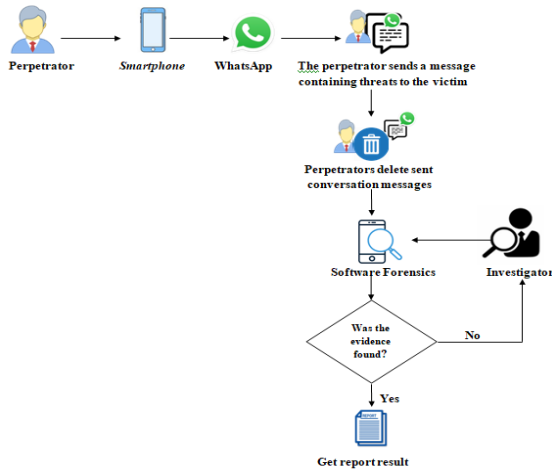 Perpetrator
Smartphone
WhatsApp
The perpetrator sends a message
containing threats to the victim
Perpetrators delete sent
conversation messages
Software Forensics
Investigator
Was the
evidence
found?
No
Yes
REPORT
Get report result